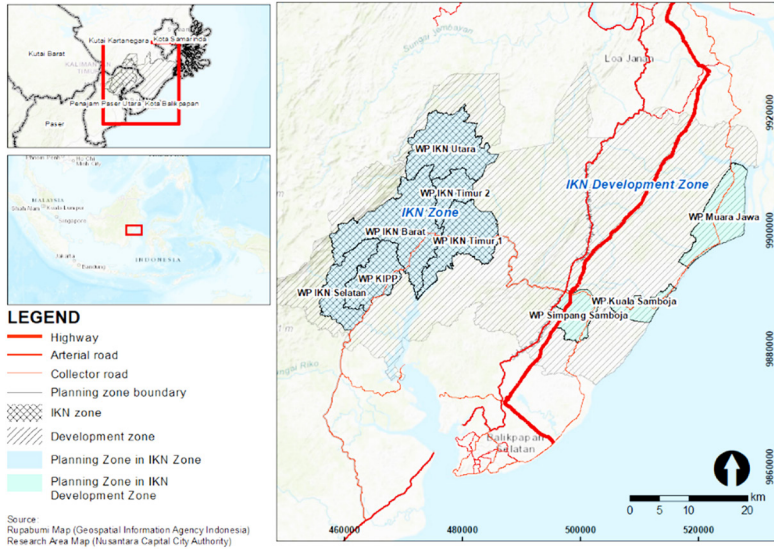 Kutai Kartanegara
Kota Samarinda
Kutai Barat
Penajam Paser Utara
Kota Balikpapan
Paser
MALAYSIA
Kuala Lumpur
Singapore
Jakarta
Bandung
INDONESIA
LEGEND
Highway
Arterial road
Collector road
Planning zone boundary
IKN zone
Development zone
Planning Zone in IKN Zone
Planning Zone in IKN
Development Zone
Source:
Rupabumi Map (Geospatial Information Agency Indonesia)
Research Area Map (Nusantara Capital City Authority)
Loa Janan
WP IKN Utara
WP IKN Timur 2
IKN Zone
IKN Development Zone
WP Muara Jawa
WP IKN Barat
WP IKN Timur 1
WP KIPP
WP IKN Selatan
WP Kuala Samboja
WP Simpang Samboja
Balikpapan
Selatan
0 5 10 20
km
460000 480000 500000 520000
9920000
9900000
9880000
9860000